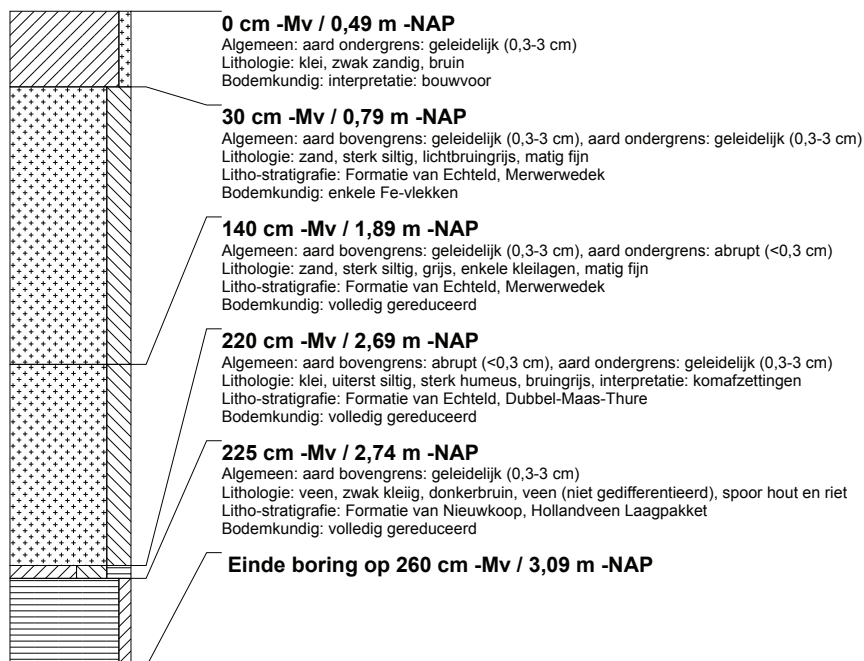 0 cm -Mv / 0,49 m -NAP
Algemeen: aard ondergrens: geleidelijk (0,3-3 cm)
Lithologie: klei, zwak zandig, bruin
Bodemkundig: interpretatie: bouwvoor
30 cm -Mv / 0,79 m -NAP
Algemeen: aard bovengrens: geleidelijk (0,3-3 cm), aard ondergrens: geleidelijk (0,3-3 cm)
Lithologie: zand, sterk siltig, lichtbruingrijs, matig fijn
Litho-stratigrafie: Formatie van Echteld, Merwerwedek
Bodemkundig: enkele Fe-vlekken
140 cm -Mv / 1,89 m -NAP
Algemeen: aard bovengrens: geleidelijk (0,3-3 cm), aard ondergrens: abrupt (<0,3 cm)
Lithologie: zand, sterk siltig, grijs, enkele kleilagen, matig fijn
Litho-stratigrafie: Formatie van Echteld, Merwerwedek
Bodemkundig: volledig gereduceerd
220 cm -Mv / 2,69 m -NAP
Algemeen: aard bovengrens: abrupt (<0,3 cm), aard ondergrens: geleidelijk (0,3-3 cm)
Lithologie: klei, uiterst siltig, sterk humeus, bruingrijs, interpretatie: komafzettingen
Litho-stratigrafie: Formatie van Echteld, Dubbel-Maas-Thure
Bodemkundig: volledig gereduceerd
225 cm -Mv / 2,74 m -NAP
Algemeen: aard bovengrens: geleidelijk (0,3-3 cm)
Lithologie: veen, zwak kleiig, donkerbruin, veen (niet gedifferentieerd), spoor hout en riet
Litho-stratigrafie: Formatie van Nieuwkoop, Hollandveen Laagpakket
Bodemkundig: volledig gereduceerd
Einde boring op 260 cm -Mv / 3,09 m -NAP